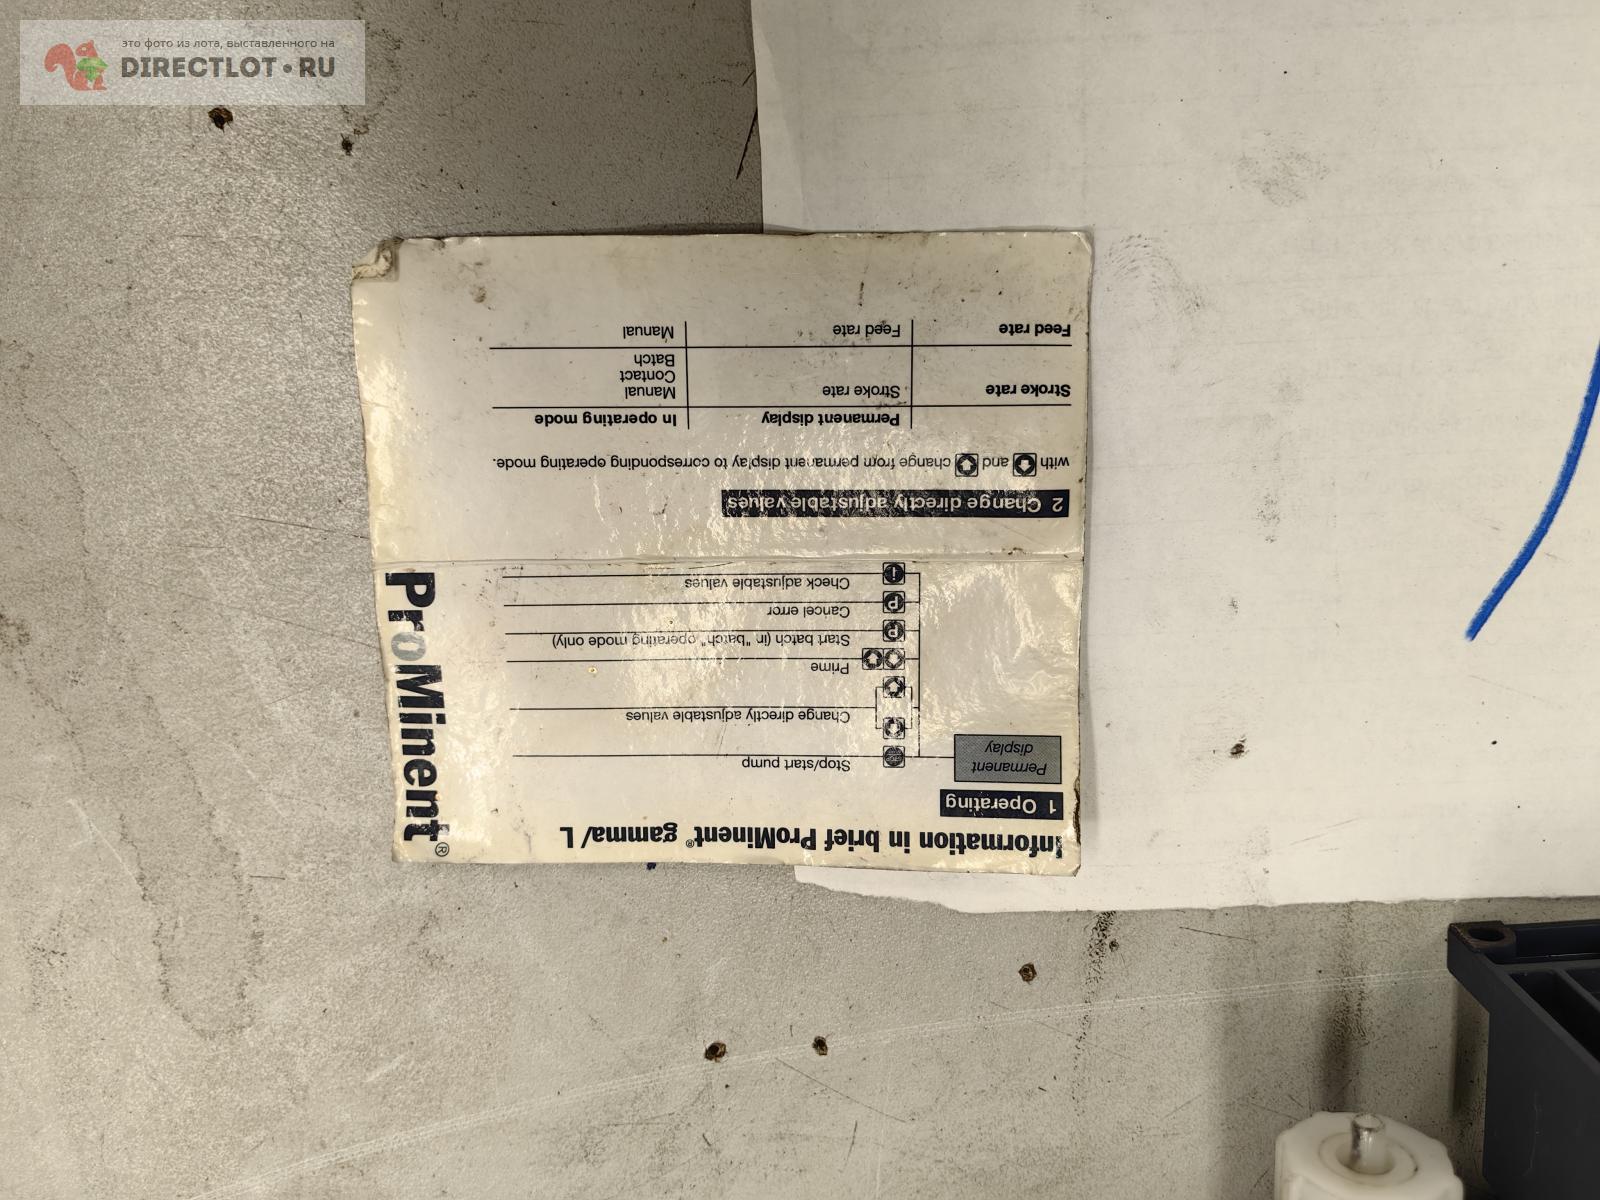 это фото из лота, выставленного на
DIRECTLOT•RU
Information in brief ProMinent® gamma/ L
1 Operating
Permanent
display
STOP
Stop/start pump
Change directly adjustable values
Prime
P Start batch (in "batch" operating mode only)
P Cancel error
i Check adjustable values
ProMinent®
2 Change directly adjustable values
with and change from permanent display to corresponding operating mode.
Permanent display In operating mode
Stroke rate Stroke rate Manual
Contact
Batch
Feed rate Feed rate Manual